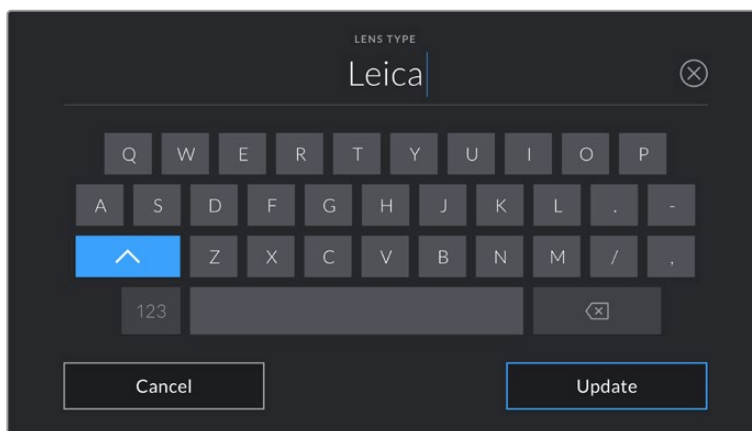 LENS TYPE
Leica
Q W E R T Y U I O P
A S D F G H J K L . -
Z X C V B N M / ,
123
Cancel Update